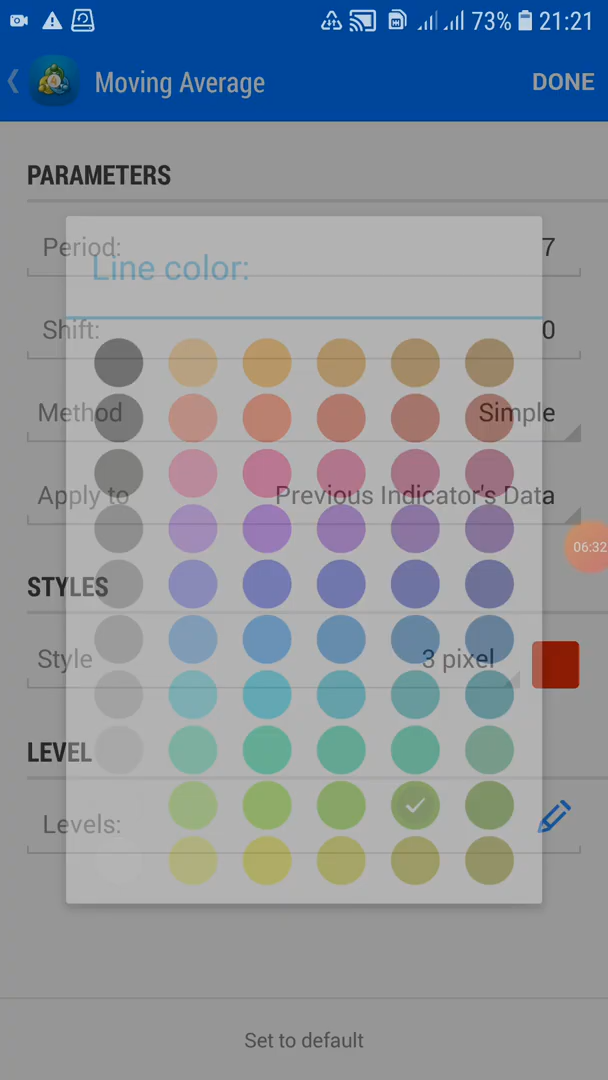 73% 21:21
Moving Average DONE
PARAMETERS
Period: 7
Line color:
Shift: 0
Method Simple
Apply to Previous Indicator's Data
06:32
STYLES
Style 3 pixel
LEVEL
Levels:
Set to default